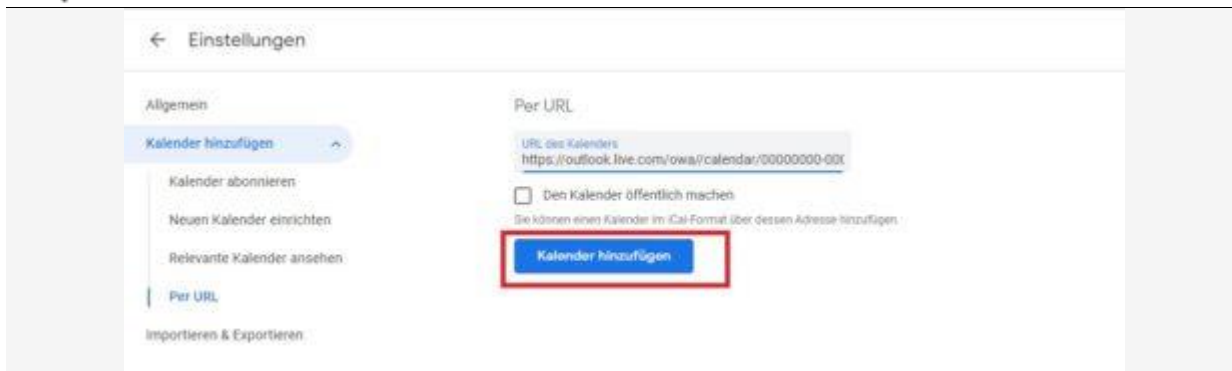 Einstellungen
Allgemein
Kalender hinzufügen
Kalender abonnieren
Neuen Kalender einrichten
Relevante Kalender ansehen
Per URL
Importieren & Exportieren
Per URL
URL des Kalenders
https://outlook.live.com/owa//calendar/00000000-000
Den Kalender öffentlich machen
Sie können einen Kalender im iCal-Format über dessen Adresse hinzufügen.
Kalender hinzufügen